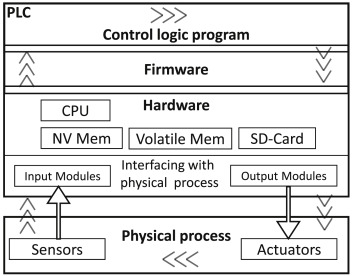 PLC
Control logic program
Firmware
Hardware
CPU
NV Mem
Volatile Mem
SD-Card
Interfacing with
physical process
Input Modules
Output Modules
Physical process
Sensors
Actuators